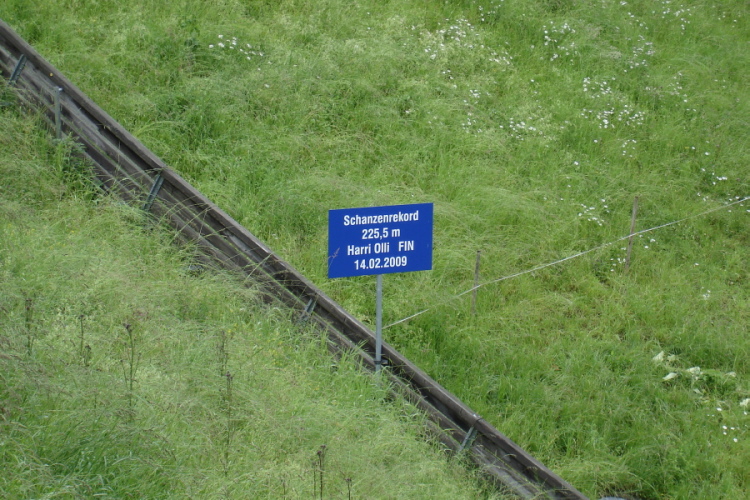 Schanzenrekord
225,5 m
Harri Olli FIN
14.02.2009